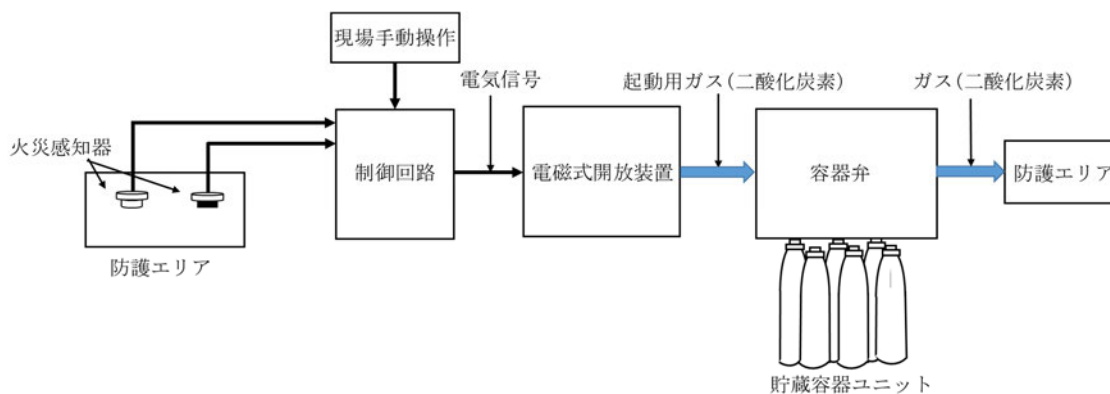 現場手動操作
電気信号
起動用ガス(二酸化炭素)
ガス(二酸化炭素)
火災感知器
制御回路
電磁式開放装置
容器弁
防護エリア
防護エリア
貯蔵容器ユニット